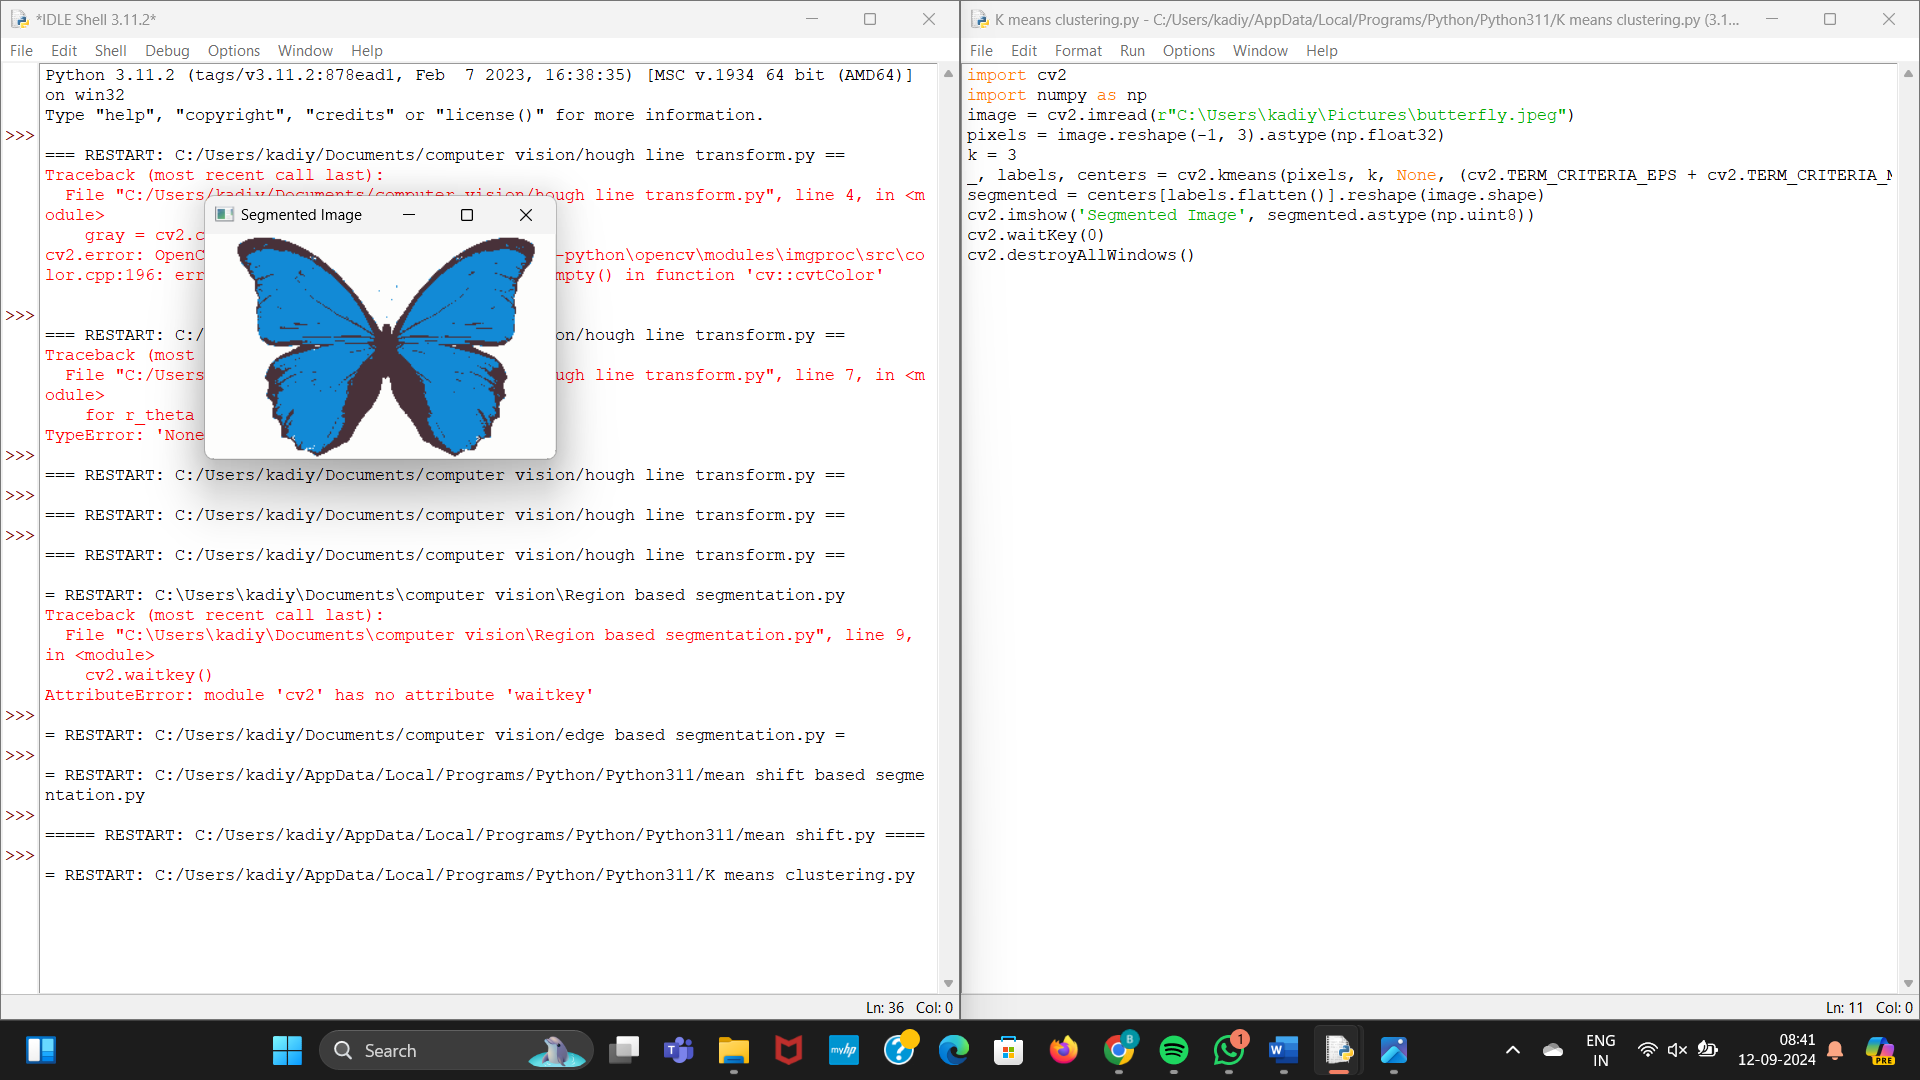 *IDLE Shell 3.11.2*
File Edit Shell Debug Options Window Help
Python 3.11.2 (tags/v3.11.2:878ead1, Feb  7 2023, 16:38:35) [MSC v.1934 64 bit (AMD64)]
on win32
Type "help", "copyright", "credits" or "license()" for more information.
>>>
=== RESTART: C:/Users/kadiy/Documents/computer vision/hough line transform.py ==
Traceback (most recent call last):
File "C:/Users/kadiy/Documents/computer vision/hough line transform.py", line 4, in <m
odule>
gray = cv2.c
cv2.error: OpenC -python\opencv\modules\imgproc\src\co
lor.cpp:196: err mpty() in function 'cv::cvtColor'
>>>
=== RESTART: C:/ on/hough line transform.py ==
Traceback (most
File "C:/Users ugh line transform.py", line 7, in <m
odule>
for r_theta
TypeError: 'None
>>>
=== RESTART: C:/Users/kadiy/Documents/computer vision/hough line transform.py ==
>>>
=== RESTART: C:/Users/kadiy/Documents/computer vision/hough line transform.py ==
>>>
=== RESTART: C:/Users/kadiy/Documents/computer vision/hough line transform.py ==
= RESTART: C:\Users\kadiy\Documents\computer vision\Region based segmentation.py
Traceback (most recent call last):
File "C:\Users\kadiy\Documents\computer vision\Region based segmentation.py", line 9,
in <module>
cv2.waitkey()
AttributeError: module 'cv2' has no attribute 'waitkey'
>>>
= RESTART: C:/Users/kadiy/Documents/computer vision/edge based segmentation.py =
>>>
= RESTART: C:/Users/kadiy/AppData/Local/Programs/Python/Python311/mean shift based segme
ntation.py
>>>
===== RESTART: C:/Users/kadiy/AppData/Local/Programs/Python/Python311/mean shift.py ====
>>>
= RESTART: C:/Users/kadiy/AppData/Local/Programs/Python/Python311/K means clustering.py
Ln: 36 Col: 0
Segmented Image
K means clustering.py - C:/Users/kadiy/AppData/Local/Programs/Python/Python311/K means clustering.py (3.1...
File Edit Format Run Options Window Help
import cv2
import numpy as np
image = cv2.imread(r"C:\Users\kadiy\Pictures\butterfly.jpeg")
pixels = image.reshape(-1, 3).astype(np.float32)
k = 3
_, labels, centers = cv2.kmeans(pixels, k, None, (cv2.TERM_CRITERIA_EPS + cv2.TERM_CRITERIA_M
segmented = centers[labels.flatten()].reshape(image.shape)
cv2.imshow('Segmented Image', segmented.astype(np.uint8))
cv2.waitKey(0)
cv2.destroyAllWindows()
Ln: 11 Col: 0
Search
myhp
B
1
ENG
IN
08:41
12-09-2024
PRE